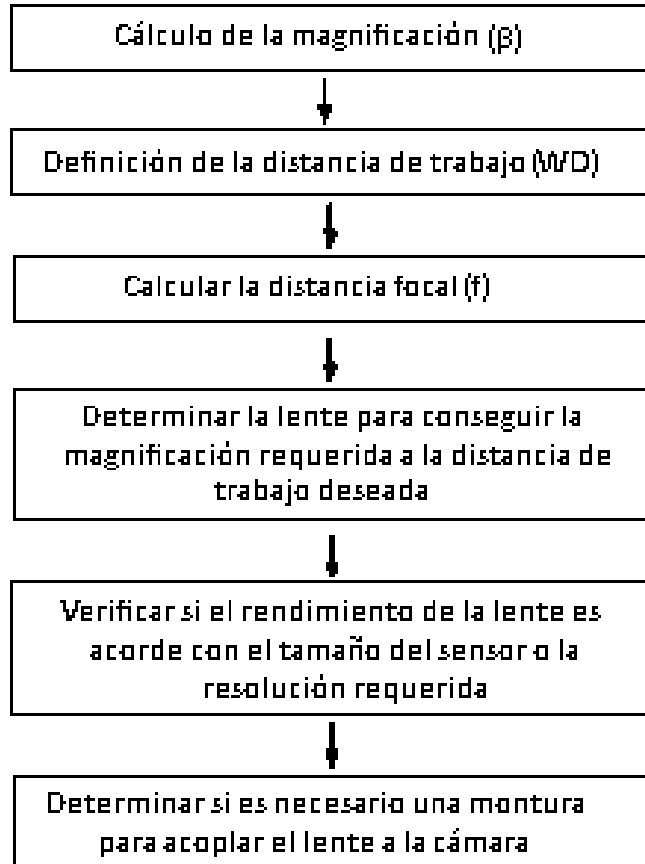 Cálculo de la magnificación (β)
Definición de la distancia de trabajo (WD)
Calcular la distancia focal (f)
Determinar la lente para conseguir la
magnificación requerida a la distancia de
trabajo deseada
Verificar si el rendimiento de la lente es
acorde con el tamaño del sensor o la
resolución requerida
Determinar si es necesario una montura
para acoplar el lente a la cámara